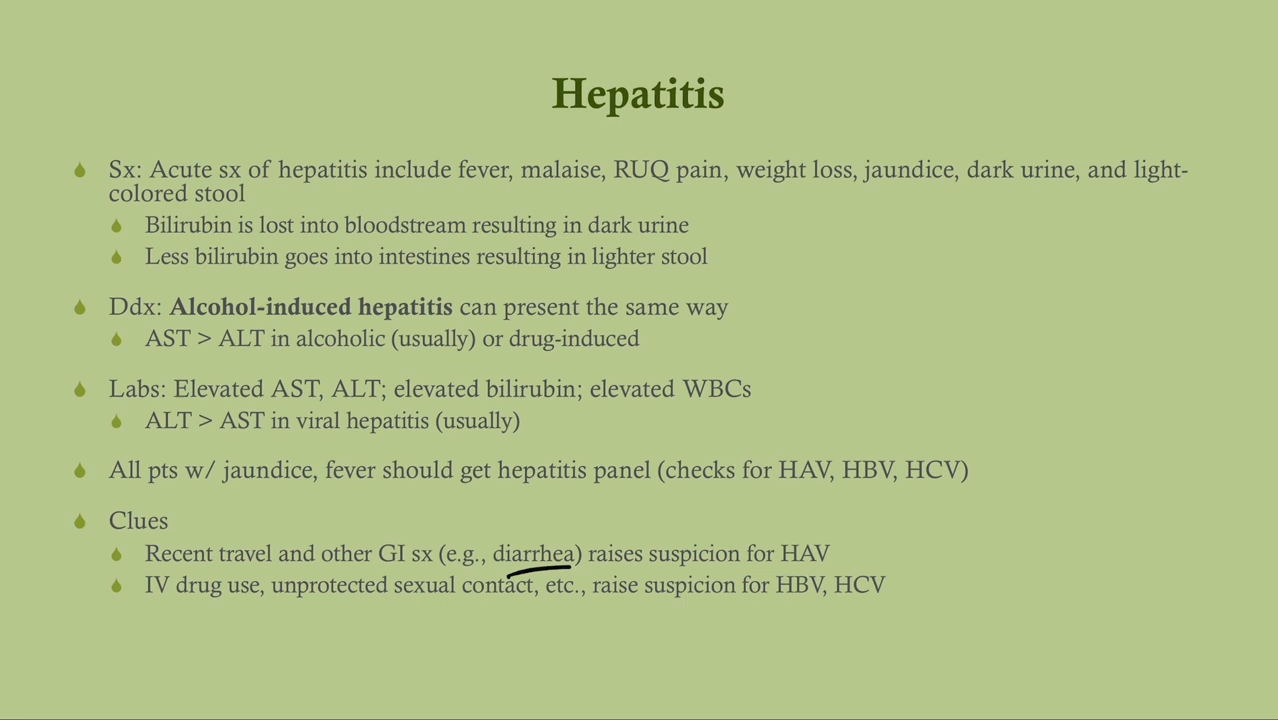 Hepatitis
Sx: Acute sx of hepatitis include fever, malaise, RUQ pain, weight loss, jaundice, dark urine, and light-
colored stool
Bilirubin is lost into bloodstream resulting in dark urine
Less bilirubin goes into intestines resulting in lighter stool
Ddx: Alcohol-induced hepatitis can present the same way
AST > ALT in alcoholic (usually) or drug-induced
Labs: Elevated AST, ALT; elevated bilirubin; elevated WBCs
ALT > AST in viral hepatitis (usually)
All pts w/ jaundice, fever should get hepatitis panel (checks for HAV, HBV, HCV)
Clues
Recent travel and other GI sx (e.g., diarrhea) raises suspicion for HAV
IV drug use, unprotected sexual contact, etc., raise suspicion for HBV, HCV